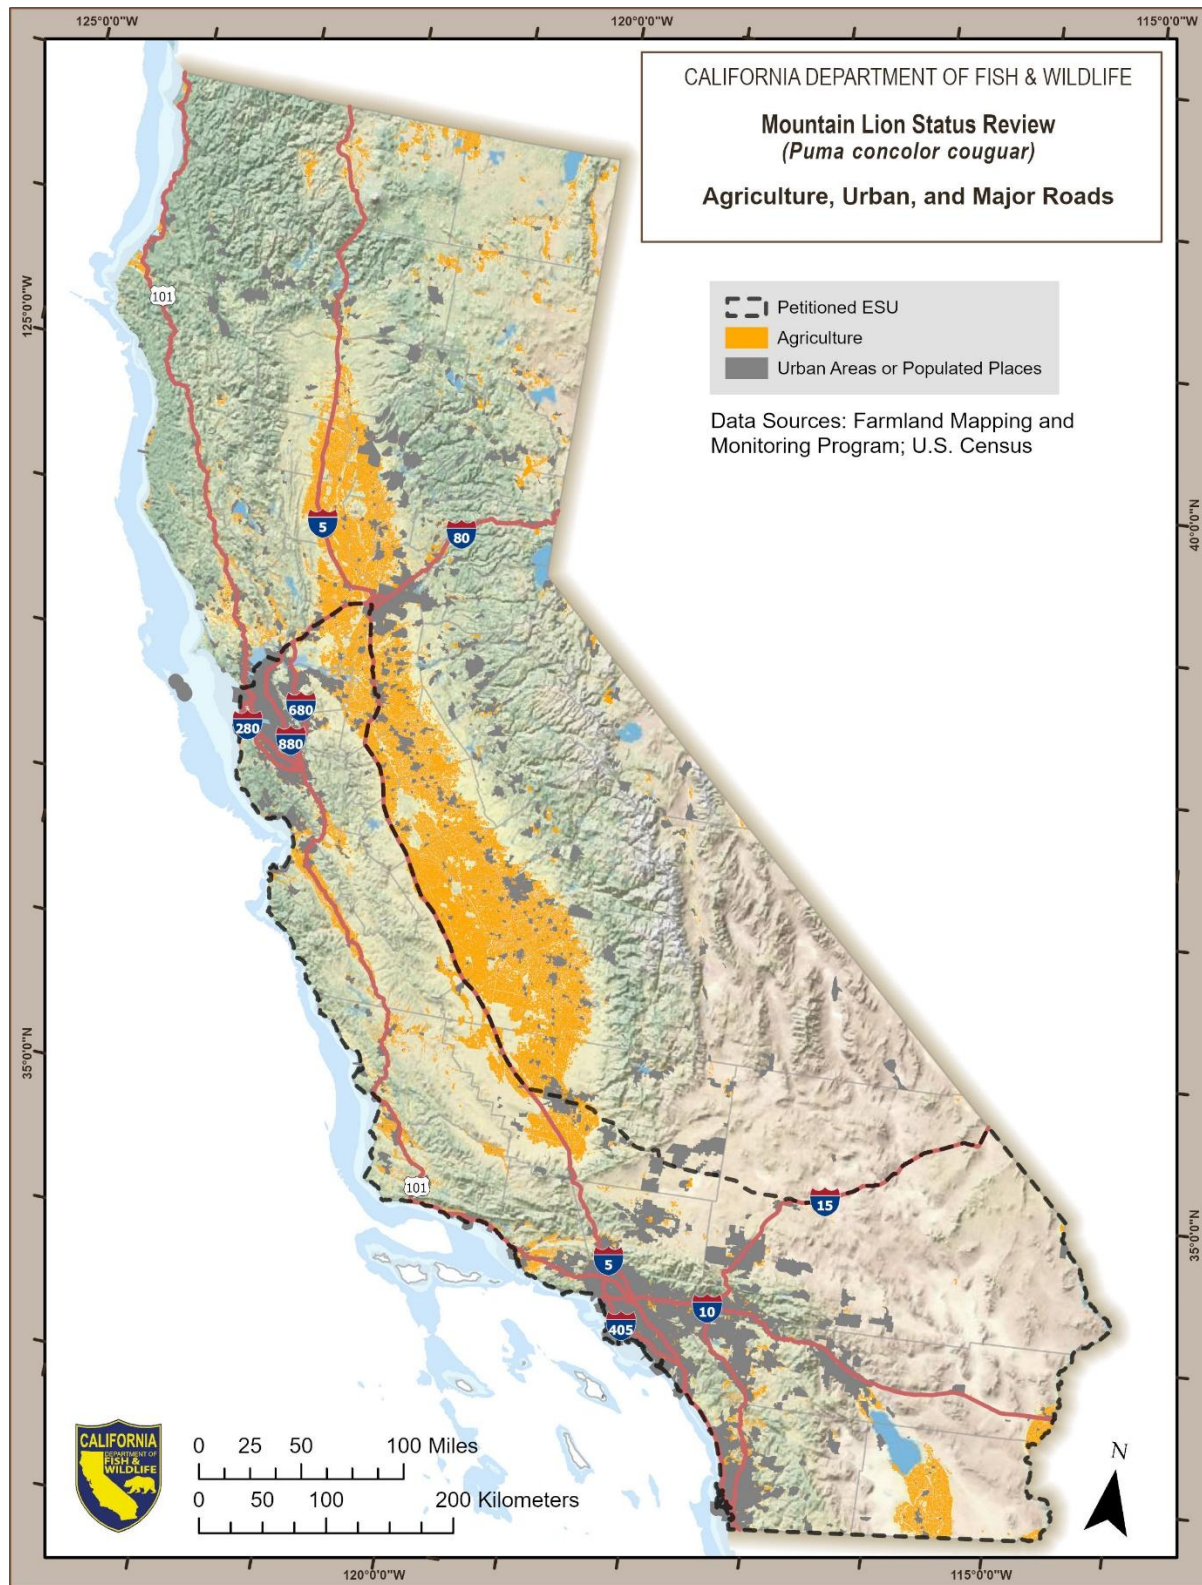 125°0'0"W 120°0'0"W 115°0'0"W
CALIFORNIA DEPARTMENT OF FISH & WILDLIFE
Mountain Lion Status Review
(Puma concolor couguar)
Agriculture, Urban, and Major Roads
Petitioned ESU
Agriculture
Urban Areas or Populated Places
Data Sources: Farmland Mapping and
Monitoring Program; U.S. Census
125°0'0"W
101
5
80
40°0'0"N
680
280
880
35°0'0"N
101
15
35°0'0"N
5
10
405
CALIFORNIA
DEPARTMENT OF
FISH &
WILDLIFE
0 25 50 100 Miles
0 50 100 200 Kilometers
N
120°0'0"W 115°0'0"W